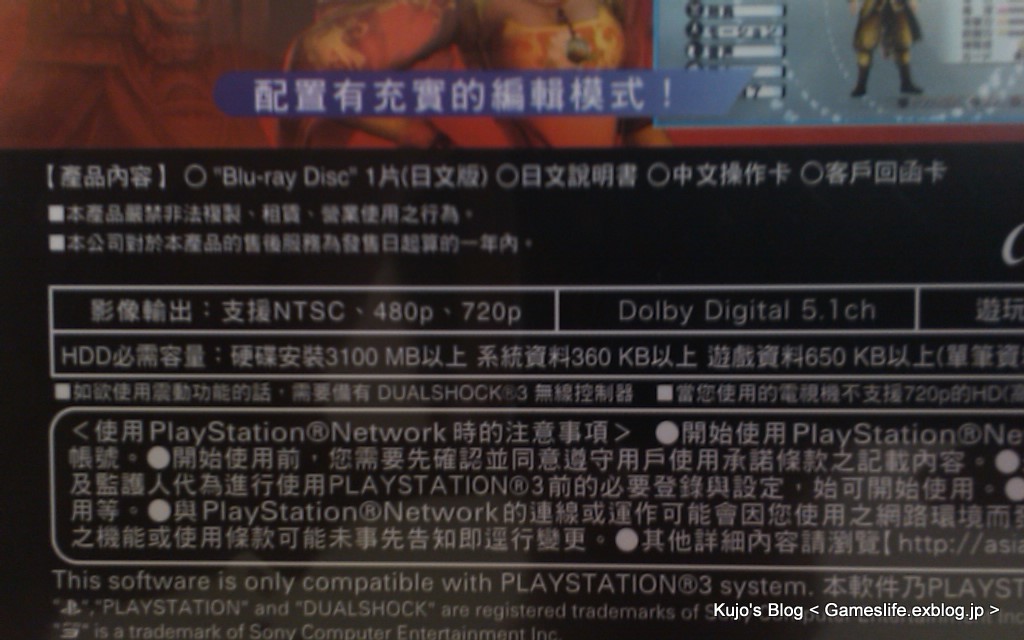 配置有充實的編輯模式！
【產品內容】 ○ "Blu-ray Disc" 1片(日文版) ○日文說明書 ○中文操作卡 ○客戶回函卡
■本產品嚴禁非法複製、租賃、營業使用之行為。
■本公司對於本產品的售後服務為發售日起算的一年內。
影像輸出：支援NTSC、480p、720p
Dolby Digital 5.1ch
遊玩
HDD必需容量：硬碟安裝3100 MB以上 系統資料360 KB以上 遊戲資料650 KB以上(單筆資
■如欲使用震動功能的話，需要備有 DUALSHOCK®3 無線控制器 ■當您使用的電視機不支援720p的HD(高
＜使用PlayStation®Network 時的注意事項＞ ●開始使用PlayStation®Ne
帳號。●開始使用前，您需要先確認並同意遵守用戶使用承諾條款之記載內容。●
及監護人代為進行使用PLAYSTATION®3前的必要登錄與設定，始可開始使用。●
用等。●與PlayStation®Network的連線或運作可能會因您使用之網路環境而發
之機能或使用條款可能未事先告知即逕行變更。●其他詳細內容請瀏覽【http://asia
This software is only compatible with PLAYSTATION®3 system. 本軟件乃PLAYST
"PLAYSTATION" and "DUALSHOCK" are registered trademarks of S
is a trademark of Sony Computer Entertainment Inc.
Kujo's Blog < Gameslife.exblog.jp >